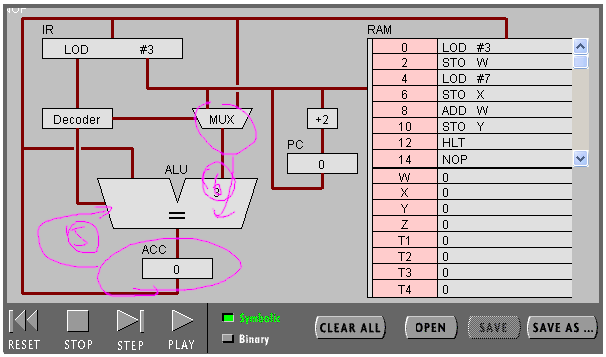 NOP
IR
RAM
LOD #3
0 LOD #3
2 STO W
4 LOD #7
6 STO X
8 ADD W
10 STO Y
12 HLT
14 NOP
Decoder
MUX
+2
PC
0
ALU
3
=
5
ACC
0
W 0
X 0
Y 0
Z 0
T1 0
T2 0
T3 0
T4 0
RESET
STOP
STEP
PLAY
Symbolic
Binary
CLEAR ALL
OPEN
SAVE
SAVE AS ...